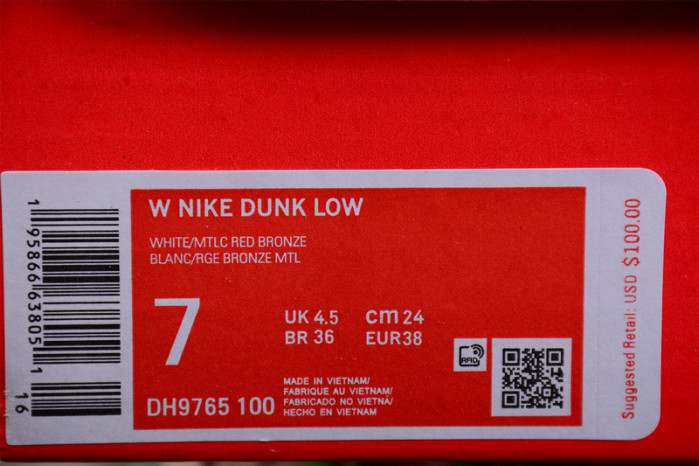 W NIKE DUNK LOW
WHITE/MTLC RED BRONZE
BLANC/RGE BRONZE MTL
7
UK 4.5 cm 24
BR 36 EUR38
DH9765 100
MADE IN VIETNAM/
FABRIQUE AU VIETNAM/
FABRICADO NO VIETNÃ/
HECHO EN VIETNAM
RFID
1 95866 63805 1
16
Suggested Retail: USD $100.00